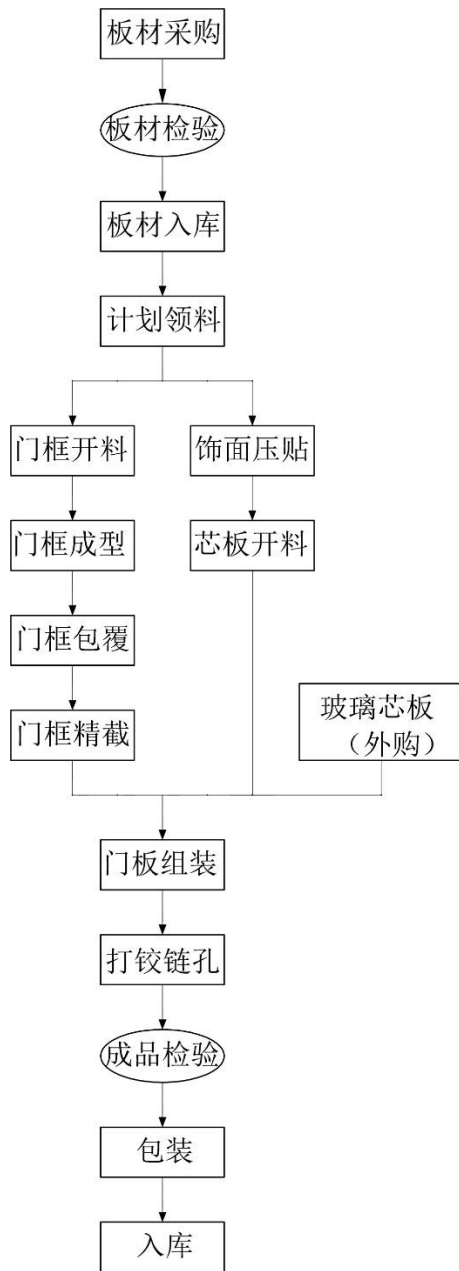 板材采购
板材检验
板材入库
计划领料
门框开料
饰面压贴
门框成型
芯板开料
门框包覆
门框精截
玻璃芯板
（外购）
门板组装
打铰链孔
成品检验
包装
入库